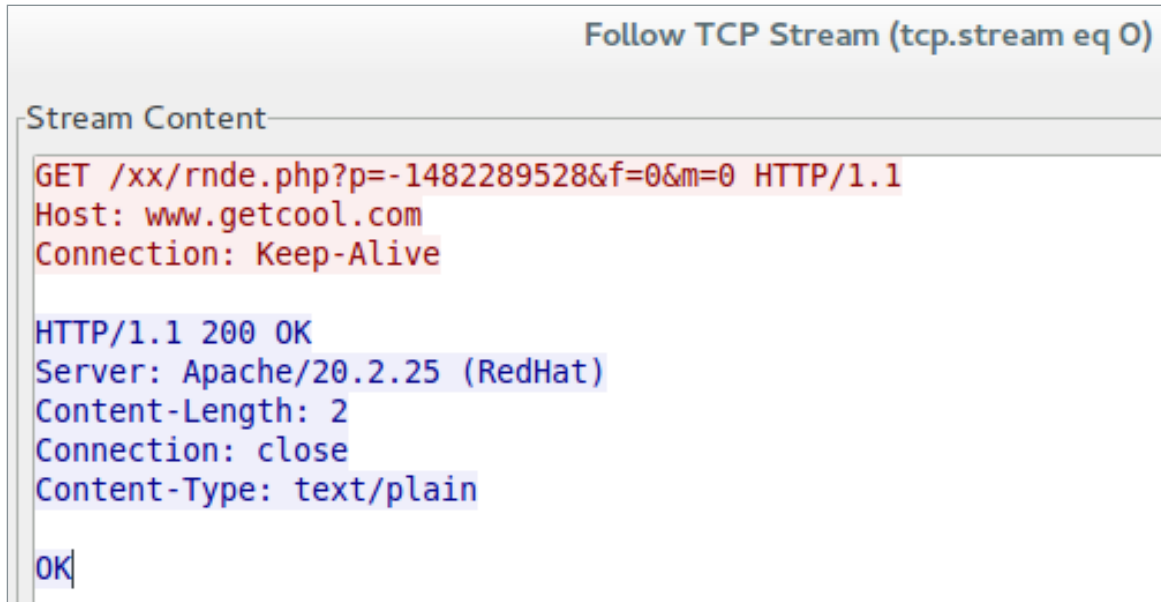 Follow TCP Stream (tcp.stream eq 0)
Stream Content
GET /xx/rnde.php?p=-1482289528&f=0&m=0 HTTP/1.1
Host: www.getcool.com
Connection: Keep-Alive
HTTP/1.1 200 OK
Server: Apache/20.2.25 (RedHat)
Content-Length: 2
Connection: close
Content-Type: text/plain
OK